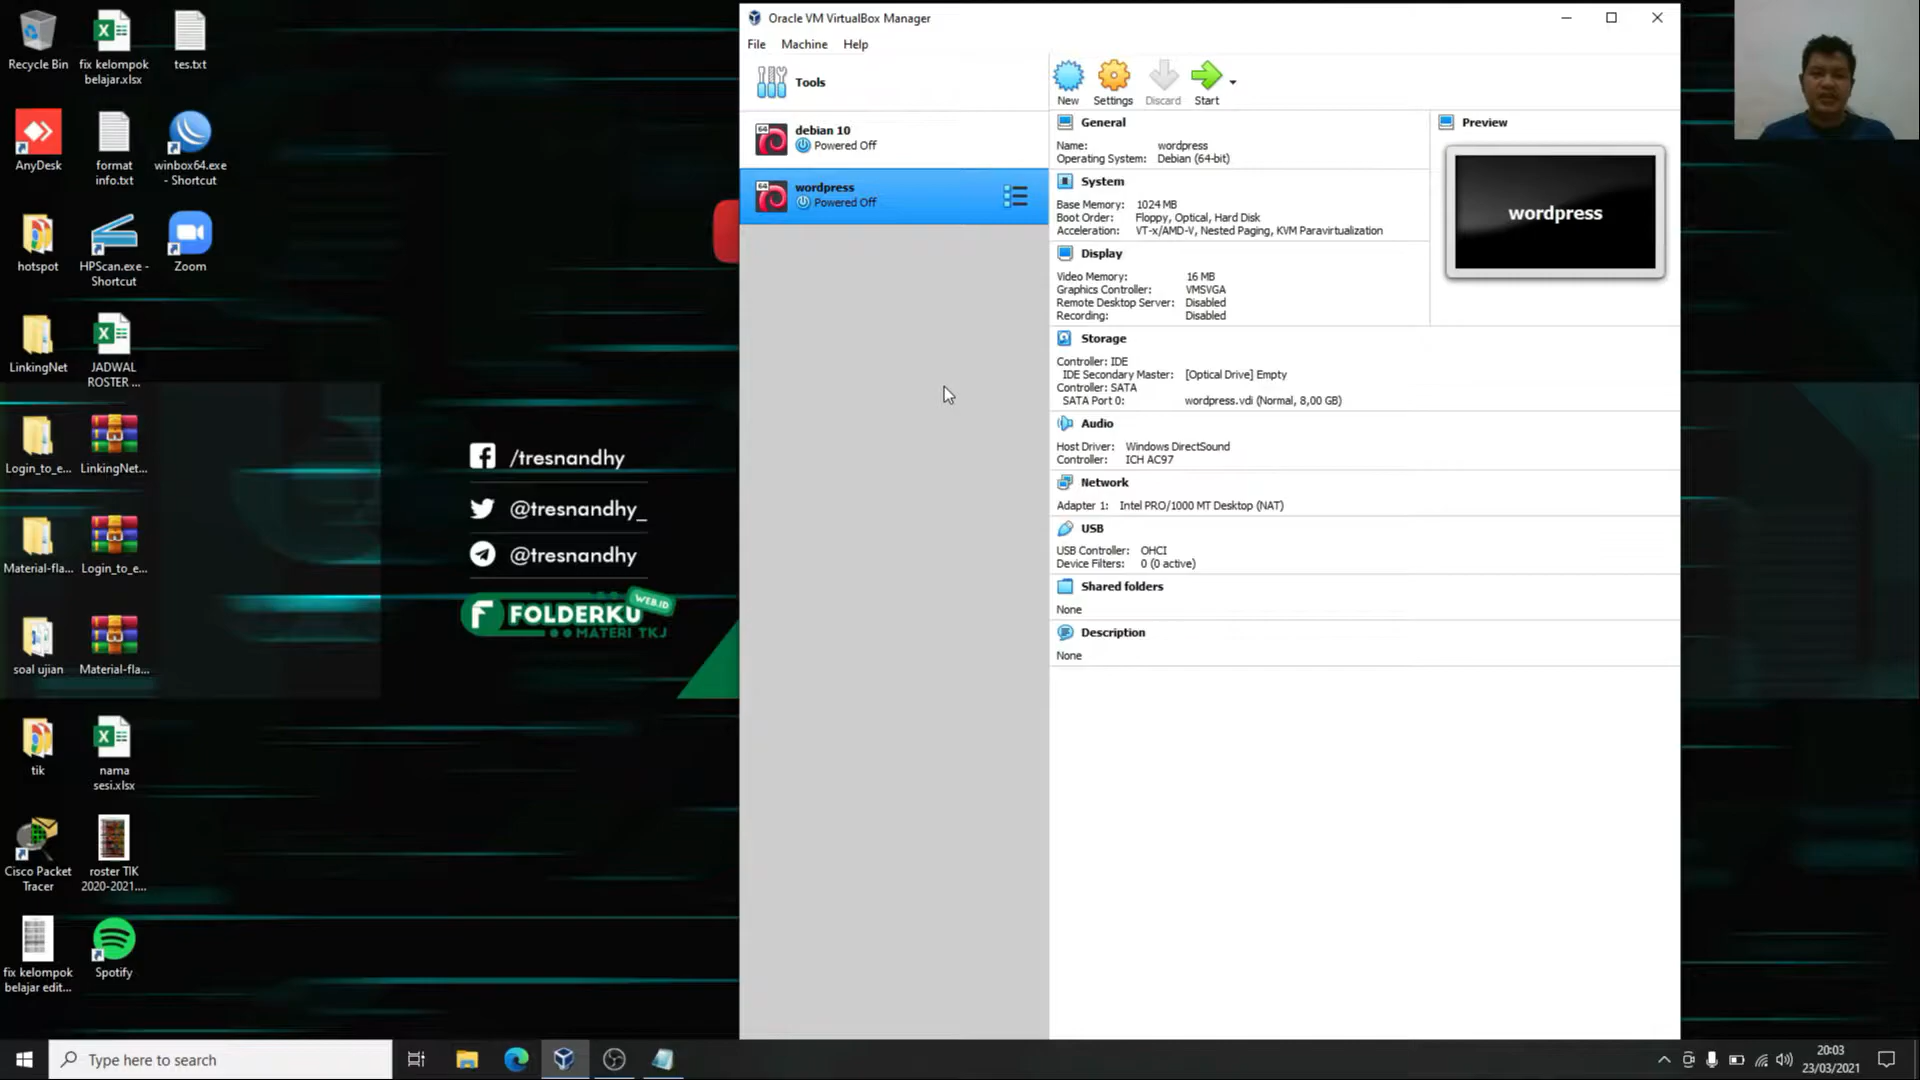 Recycle Bin
fix kelompok
belajar.xlsx
tes.txt
AnyDesk
format
info.txt
winbox64.exe
- Shortcut
hotspot
HPScan.exe -
Shortcut
Zoom
LinkingNet
JADWAL
ROSTER ...
Login_to_e...
LinkingNet...
Material-fla...
Login_to_e...
soal ujian
Material-fla...
tik
nama
sesi.xlsx
Cisco Packet
Tracer
roster TIK
2020-2021....
fix kelompok
belajar edit...
Spotify
/tresnandhy
@tresnandhy_
@tresnandhy
FOLDERKU
WEB.ID
MATERI TKJ
Oracle VM VirtualBox Manager
File Machine Help
Tools
64
debian 10
Powered Off
64
wordpress
Powered Off
New Settings Discard Start
General
Name: wordpress
Operating System: Debian (64-bit)
System
Base Memory: 1024 MB
Boot Order: Floppy, Optical, Hard Disk
Acceleration: VT-x/AMD-V, Nested Paging, KVM Paravirtualization
Display
Video Memory: 16 MB
Graphics Controller: VMSVGA
Remote Desktop Server: Disabled
Recording: Disabled
Preview
wordpress
Storage
Controller: IDE
IDE Secondary Master: [Optical Drive] Empty
Controller: SATA
SATA Port 0: wordpress.vdi (Normal, 8,00 GB)
Audio
Host Driver: Windows DirectSound
Controller: ICH AC97
Network
Adapter 1: Intel PRO/1000 MT Desktop (NAT)
USB
USB Controller: OHCI
Device Filters: 0 (0 active)
Shared folders
None
Description
None
Type here to search
20:03
23/03/2021